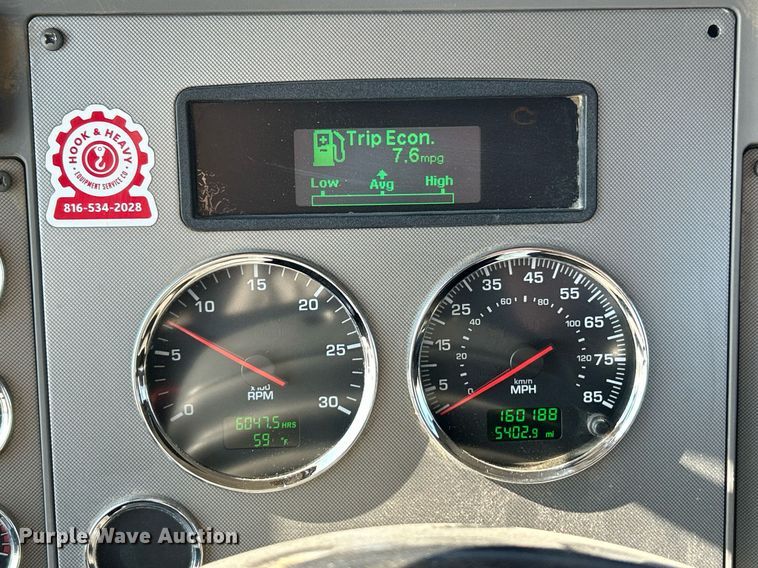 Trip Econ.
7.6mpg
Low Avg High
HOOK & HEAVY
EQUIPMENT SERVICE CO
816-534-2028
0 5 10 15 20 25 30
x100
RPM
6047.5 HRS
59 °F
5 15 25 35 45 55 65 75 85
0 20 40 60 80 100 120
km/h
MPH
160188
5402.9 mi
Purple Wave Auction